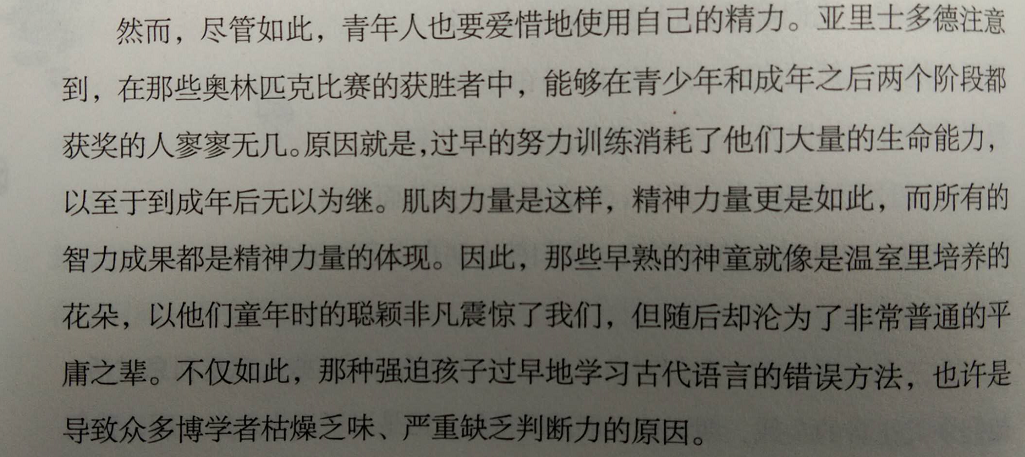 然而，尽管如此，青年人也要爱惜地使用自己的精力。亚里士多德注意
到，在那些奥林匹克比赛的获胜者中，能够在青少年和成年之后两个阶段都
获奖的人寥寥无几。原因就是，过早的努力训练消耗了他们大量的生命能力，
以至于到成年后无以为继。肌肉力量是这样，精神力量更是如此，而所有的
智力成果都是精神力量的体现。因此，那些早熟的神童就像是温室里培养的
花朵，以他们童年时的聪颖非凡震惊了我们，但随后却沦为了非常普通的平
庸之辈。不仅如此，那种强迫孩子过早地学习古代语言的错误方法，也许是
导致众多博学者枯燥乏味、严重缺乏判断力的原因。